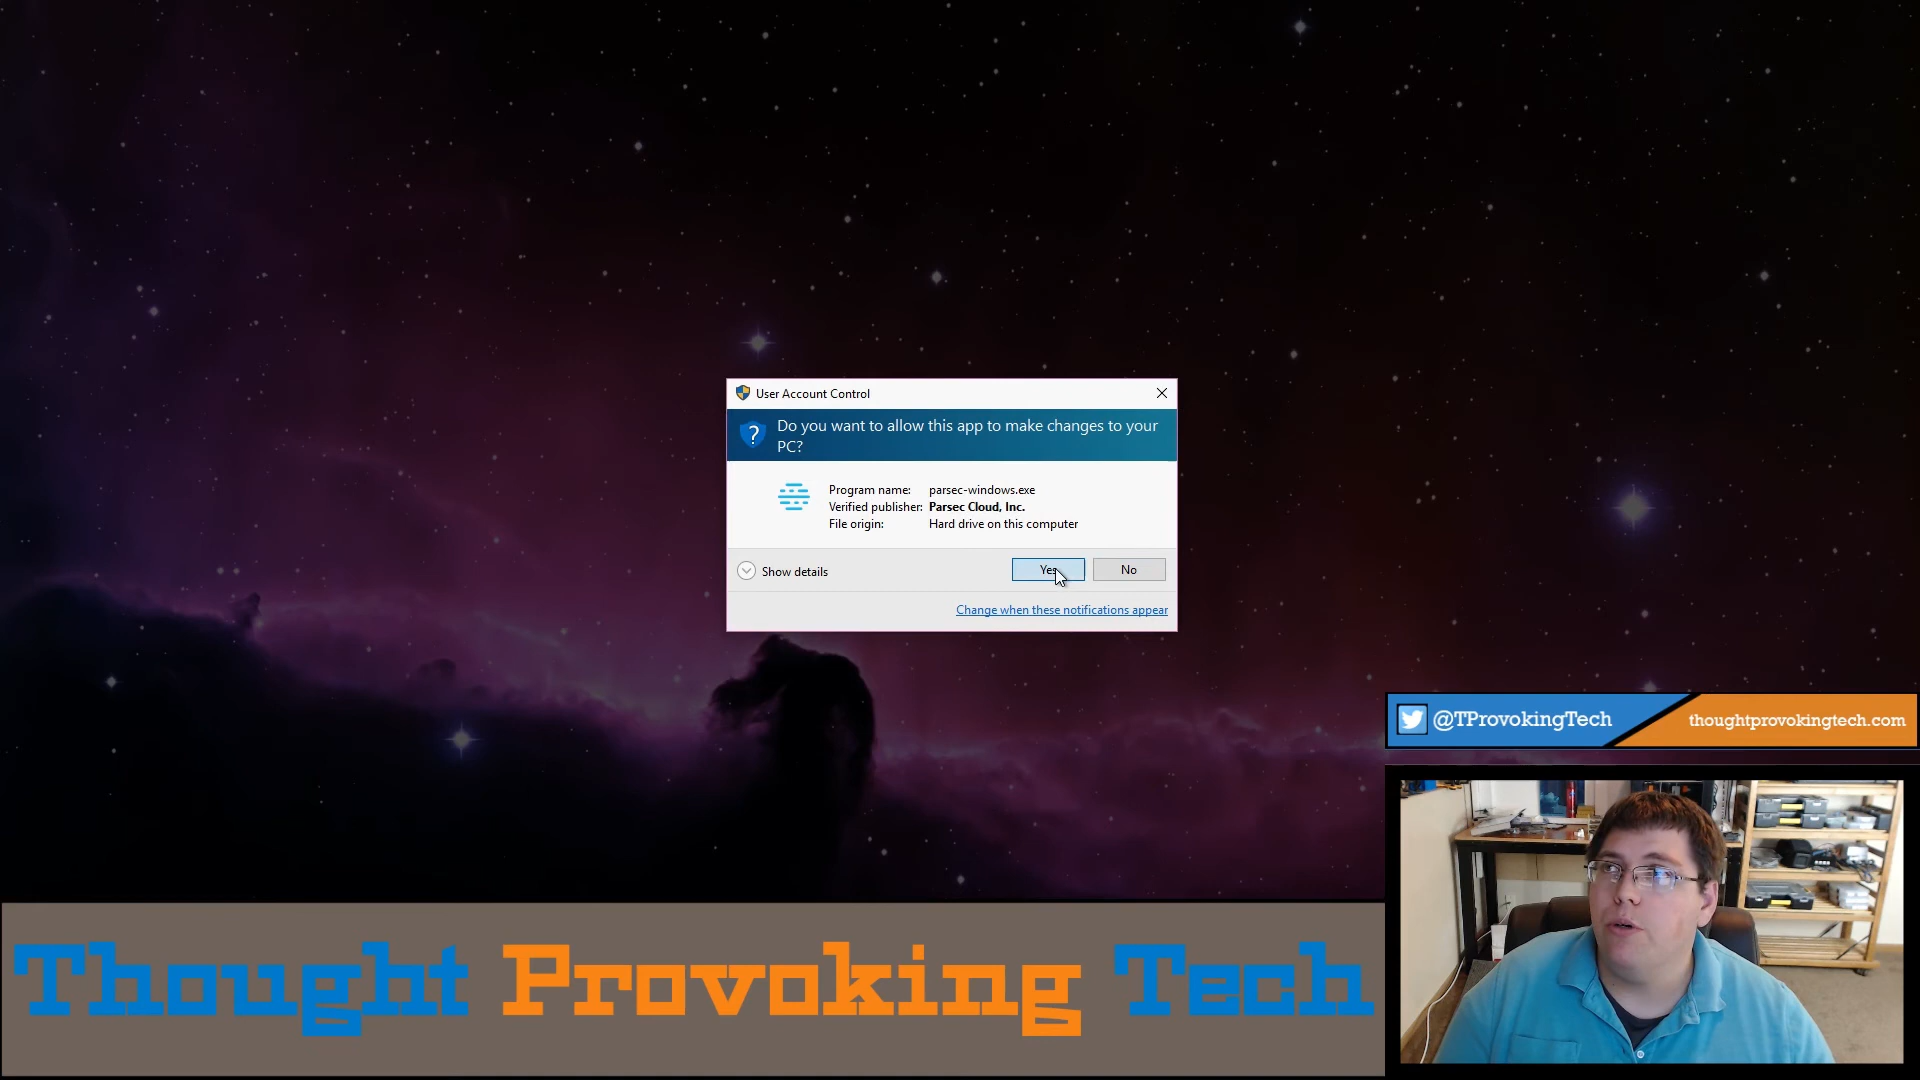 User Account Control
Do you want to allow this app to make changes to your
PC?
Program name: parsec-windows.exe
Verified publisher: Parsec Cloud, Inc.
File origin: Hard drive on this computer
Show details
Yes
No
Change when these notifications appear
@TProvokingTech
thoughtprovokingtech.com
Thought Provoking Tech